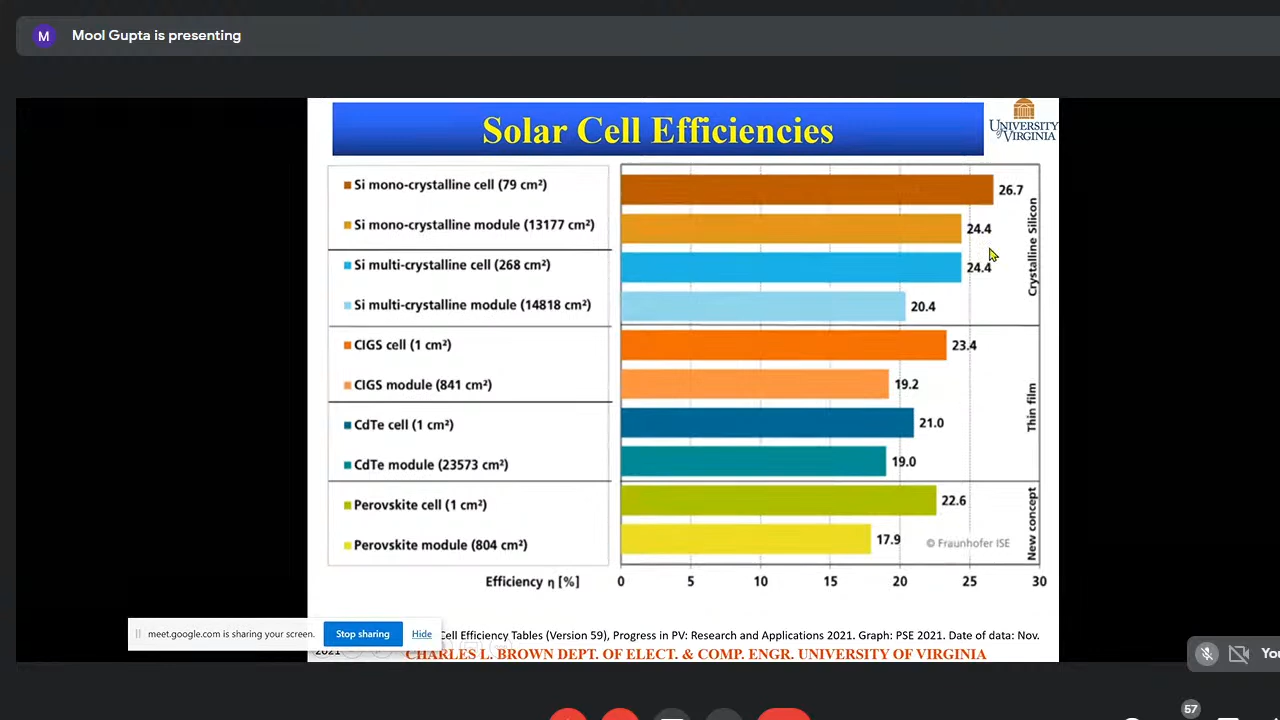 M
Mool Gupta is presenting
Solar Cell Efficiencies
UNIVERSITY
of VIRGINIA
Si mono-crystalline cell (79 cm²)
26.7
Si mono-crystalline module (13177 cm²)
24.4
Si multi-crystalline cell (268 cm²)
24.4
Si multi-crystalline module (14818 cm²)
20.4
Crystalline Silicon
CIGS cell (1 cm²)
23.4
CIGS module (841 cm²)
19.2
CdTe cell (1 cm²)
21.0
CdTe module (23573 cm²)
19.0
Thin film
Perovskite cell (1 cm²)
22.6
Perovskite module (804 cm²)
17.9
© Fraunhofer ISE
New concept
Efficiency η [%]
0 5 10 15 20 25 30
meet.google.com is sharing your screen.
Stop sharing
Hide
Cell Efficiency Tables (Version 59), Progress in PV: Research and Applications 2021. Graph: PSE 2021. Date of data: Nov.
2021
CHARLES L. BROWN DEPT. OF ELECT. & COMP. ENGR. UNIVERSITY OF VIRGINIA
57